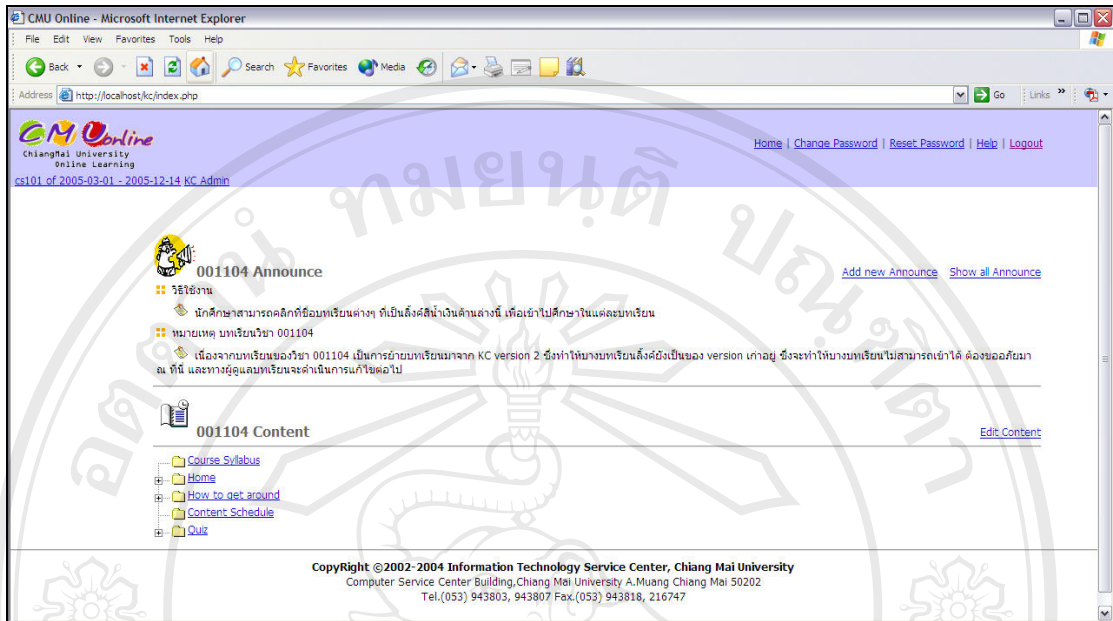 CMU Online - Microsoft Internet Explorer
File Edit View Favorites Tools Help
Back Search Favorites Media
Address http://localhost/kc/index.php Go Links »
CMU Online
ChiangMai University
Online Learning
Home | Change Password | Reset Password | Help | Logout
cs101 of 2005-03-01 - 2005-12-14 KC Admin
001104 Announce
Add new Announce Show all Announce
วิธีใช้งาน
นักศึกษาสามารถคลิกที่ชื่อบทเรียนต่างๆ ที่เป็นลิ้งค์สีน้ำเงินด้านล่างนี้ เพื่อเข้าไปศึกษาในแต่ละบทเรียน
หมายเหตุ บทเรียนวิชา 001104
เนื่องจากบทเรียนของวิชา 001104 เป็นการย้ายบทเรียนมาจาก KC version 2 ซึ่งทำให้บางบทเรียนลิ้งค์ยังเป็นของ version เก่าอยู่ ซึ่งจะทำให้บางบทเรียนไม่สามารถเข้าได้ ต้องขออภัยมา
ณ ที่นี่ และทางผู้ดูแลบทเรียนจะดำเนินการแก้ไขต่อไป
001104 Content
Edit Content
Course Syllabus
Home
How to get around
Content Schedule
Quiz
CopyRight ©2002-2004 Information Technology Service Center, Chiang Mai University
Computer Service Center Building,Chiang Mai University A.Muang Chiang Mai 50202
Tel.(053) 943803, 943807 Fax.(053) 943818, 216747